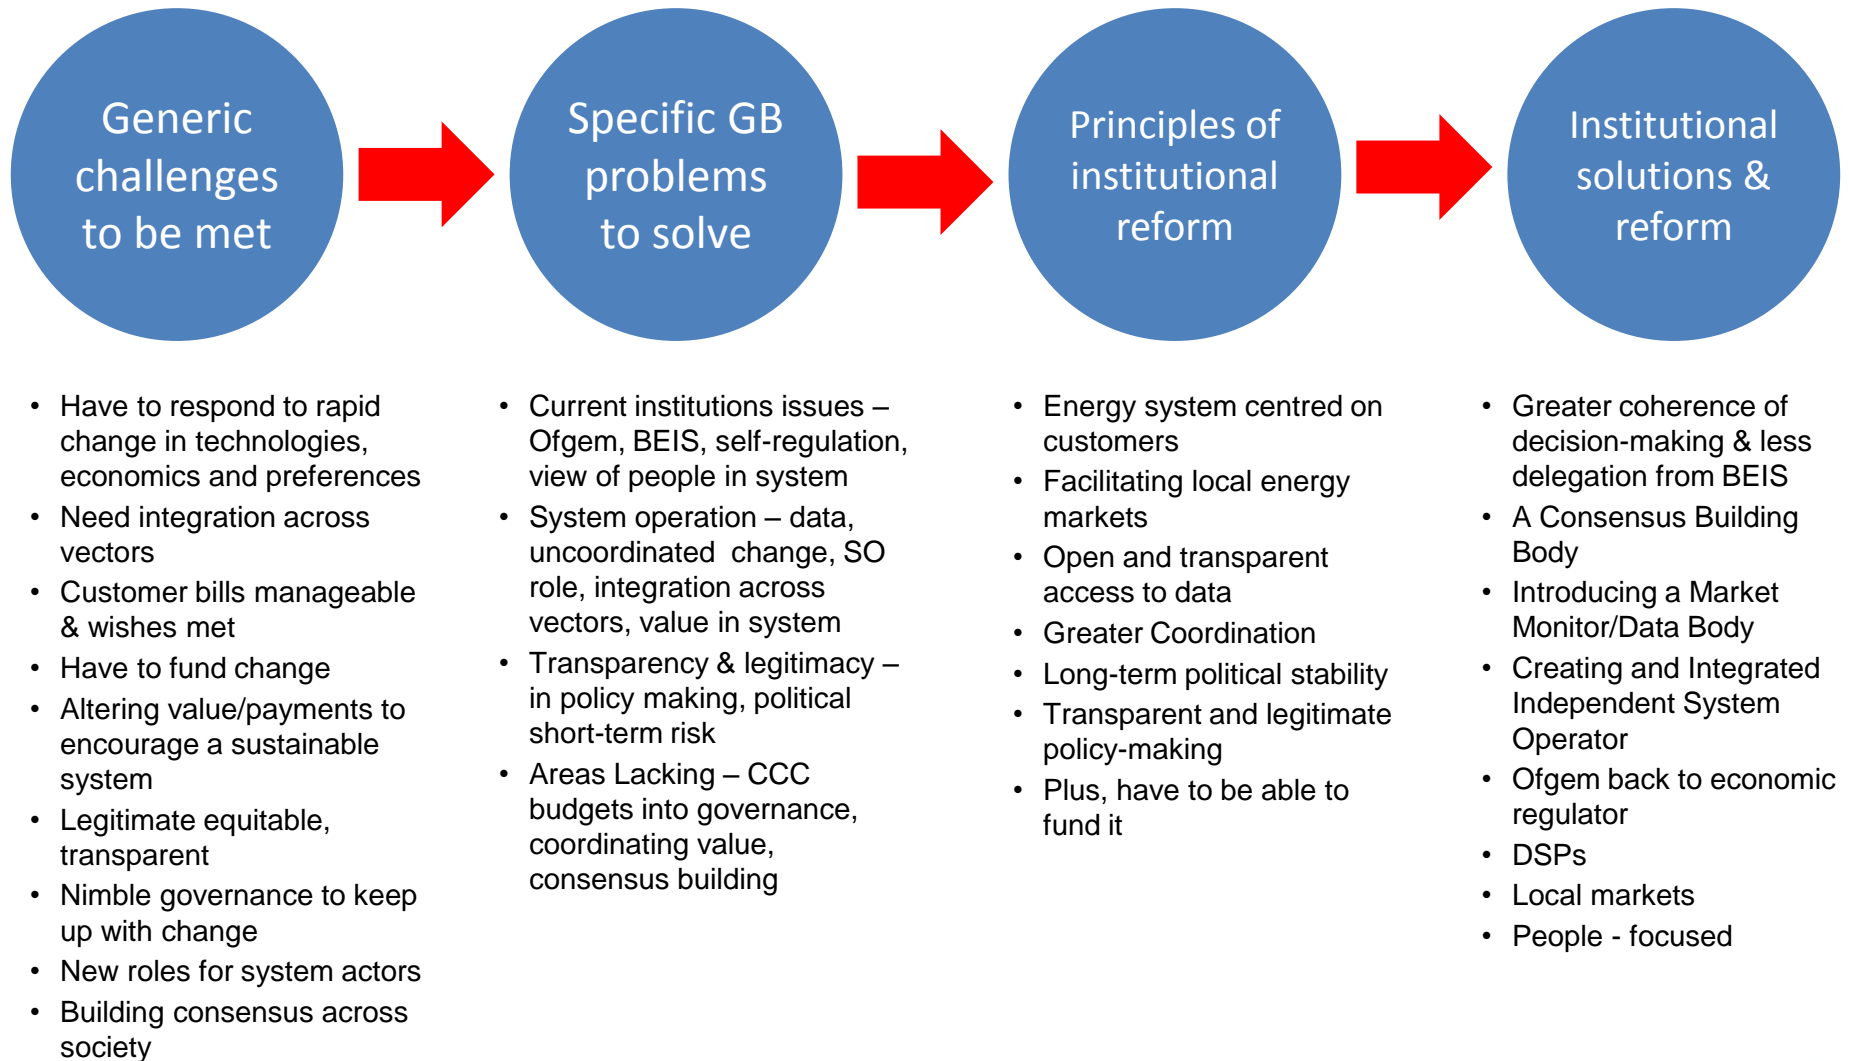 Generic
challenges
to be met
Specific GB
problems
to solve
Principles of
institutional
reform
Institutional
solutions &
reform
• Have to respond to rapid
change in technologies,
economics and preferences
• Need integration across
vectors
• Customer bills manageable
& wishes met
• Have to fund change
• Altering value/payments to
encourage a sustainable
system
• Legitimate equitable,
transparent
• Nimble governance to keep
up with change
• New roles for system actors
• Building consensus across
society
• Current institutions issues –
Ofgem, BEIS, self-regulation,
view of people in system
• System operation – data,
uncoordinated change, SO
role, integration across
vectors, value in system
• Transparency & legitimacy –
in policy making, political
short-term risk
• Areas Lacking – CCC
budgets into governance,
coordinating value,
consensus building
• Energy system centred on
customers
• Facilitating local energy
markets
• Open and transparent
access to data
• Greater Coordination
• Long-term political stability
• Transparent and legitimate
policy-making
• Plus, have to be able to
fund it
• Greater coherence of
decision-making & less
delegation from BEIS
• A Consensus Building
Body
• Introducing a Market
Monitor/Data Body
• Creating and Integrated
Independent System
Operator
• Ofgem back to economic
regulator
• DSPs
• Local markets
• People - focused